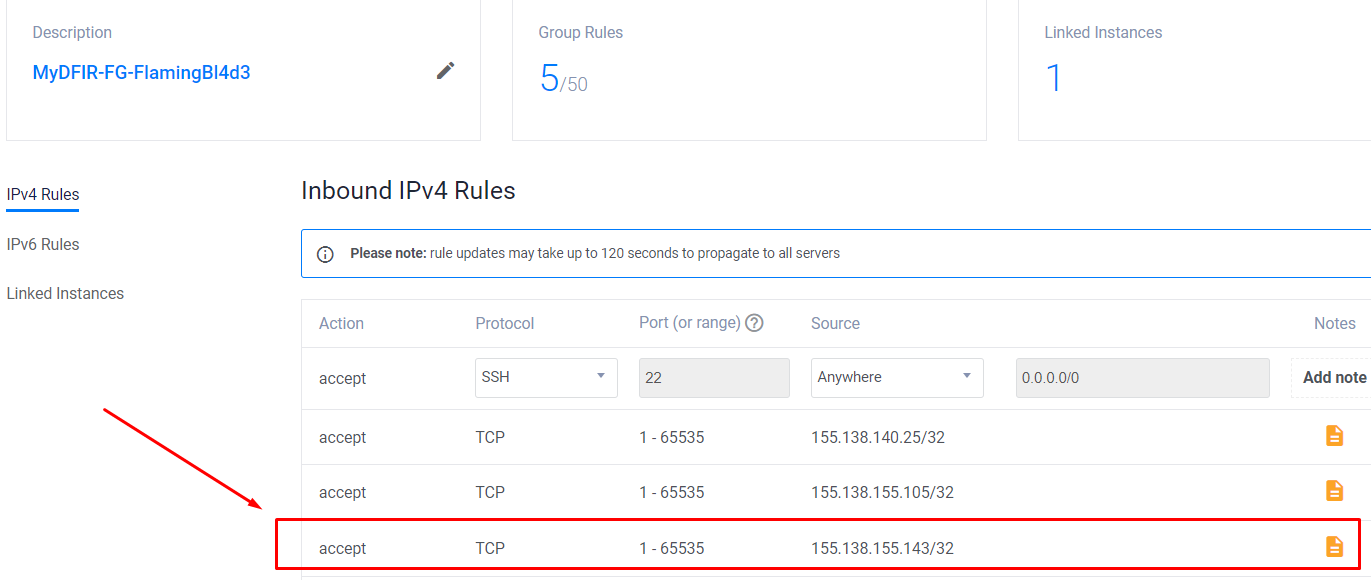 Description
Group Rules
Linked Instances
MyDFIR-FG-FlamingBl4d3
5/50
1
IPv4 Rules
IPv6 Rules
Linked Instances
Inbound IPv4 Rules
Please note: rule updates may take up to 120 seconds to propagate to all servers
Action Protocol Port (or range) ? Source Notes
accept SSH 22 Anywhere 0.0.0.0/0 Add note
accept TCP 1 - 65535 155.138.140.25/32
accept TCP 1 - 65535 155.138.155.105/32
accept TCP 1 - 65535 155.138.155.143/32